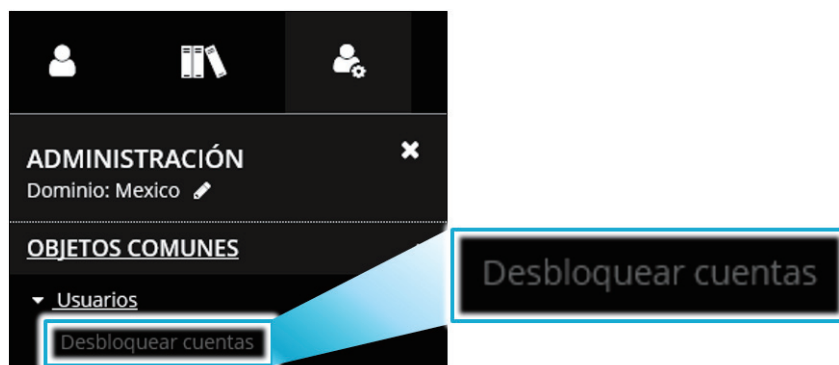 ADMINISTRACIÓN
Dominio: Mexico
OBJETOS COMUNES
Usuarios
Desbloquear cuentas
Desbloquear cuentas